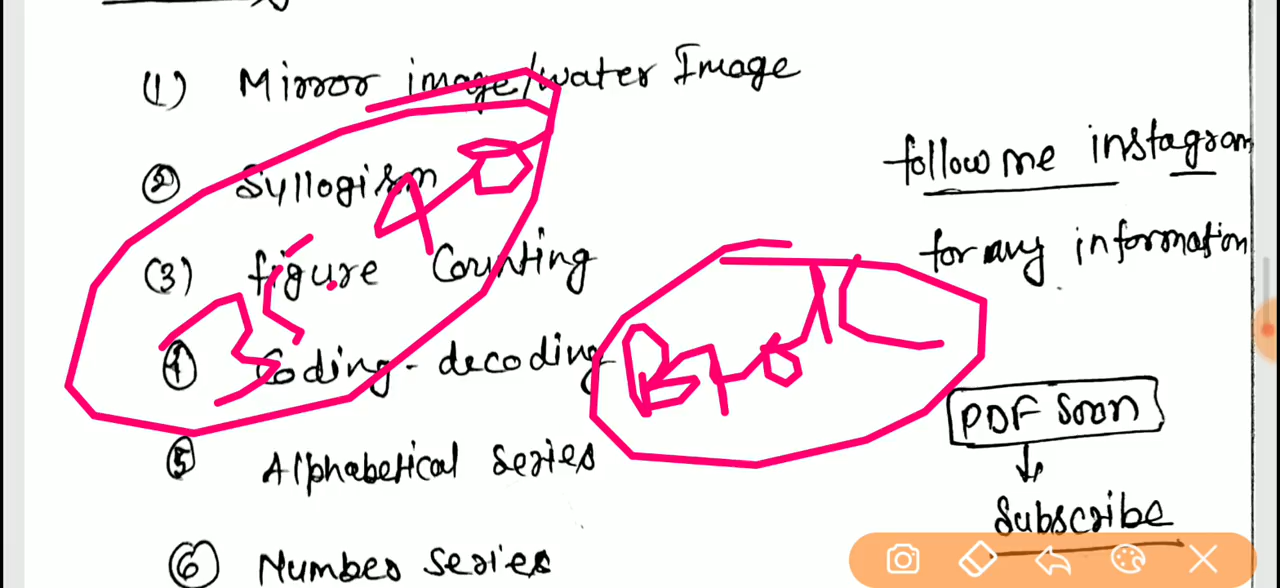 (1) Mirror image/water Image
(2) Syllogism
(3) figure Counting
(4) Coding-decoding
(5) Alphabetical series
(6) Number series
follow me instagram
for any information
PDF Soon
Subscribe